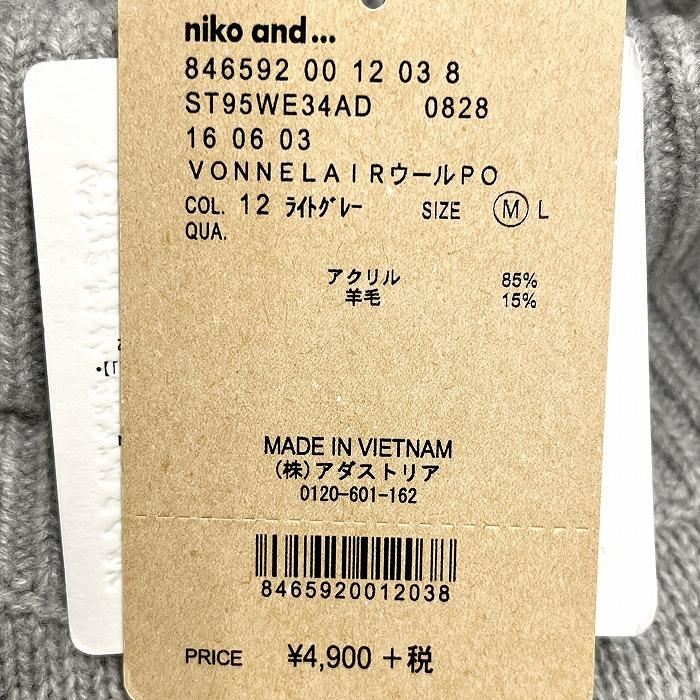 niko and...
846592 00 12 03 8
ST95WE34AD 0828
16 06 03
VONNELAIRウールPO
COL. 12 ﾗｲﾄｸﾞﾚｰ SIZE M L
QUA.
アクリル 85%
羊毛 15%
MADE IN VIETNAM
(株)アダストリア
0120-601-162
8465920012038
PRICE ¥4,900 +税